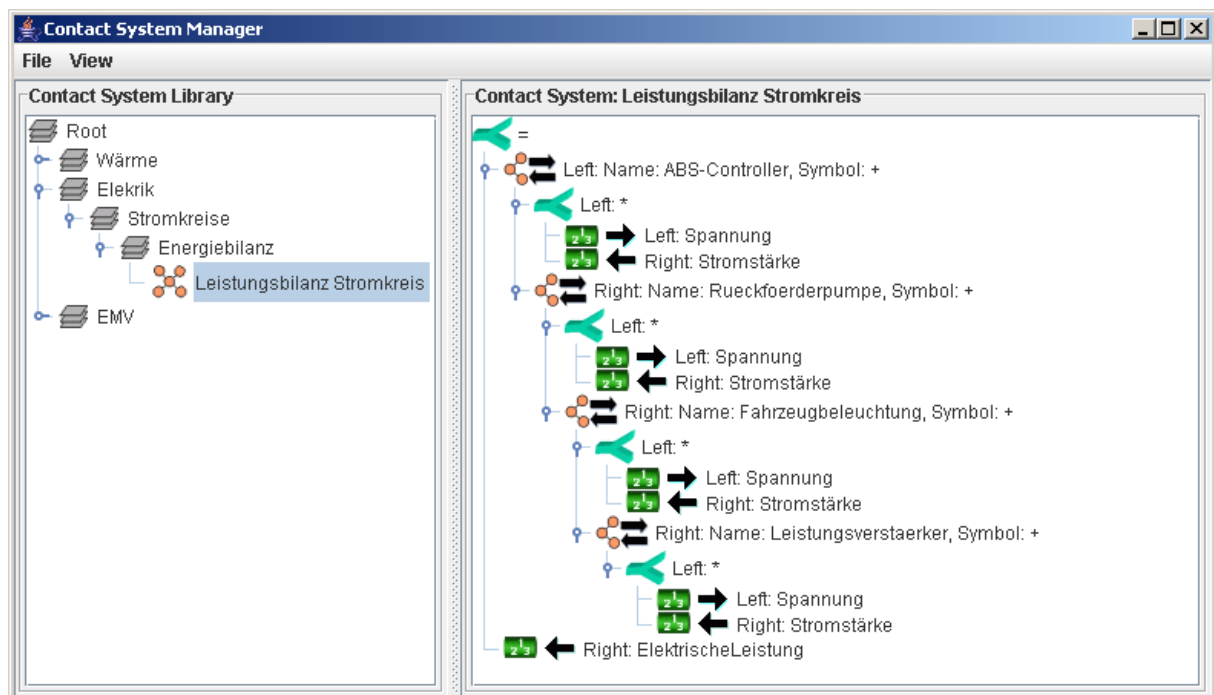 Contact System Manager
File View
Contact System Library
Root
Wärme
Elekrik
Stromkreise
Energiebilanz
Leistungsbilanz Stromkreis
EMV
Contact System: Leistungsbilanz Stromkreis
=
Left: Name: ABS-Controller, Symbol: +
Left: *
Left: Spannung
Right: Stromstärke
Right: Name: Rueckfoerderpumpe, Symbol: +
Left: *
Left: Spannung
Right: Stromstärke
Right: Name: Fahrzeugbeleuchtung, Symbol: +
Left: *
Left: Spannung
Right: Stromstärke
Right: Name: Leistungsverstaerker, Symbol: +
Left: *
Left: Spannung
Right: Stromstärke
Right: ElektrischeLeistung